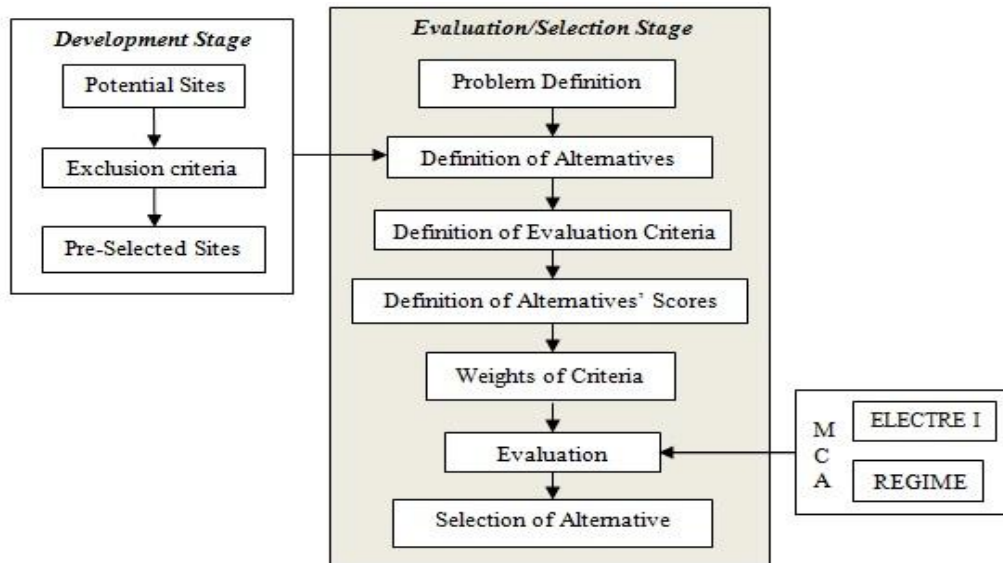 Development Stage
Potential Sites
Exclusion criteria
Pre-Selected Sites
Evaluation/Selection Stage
Problem Definition
Definition of Alternatives
Definition of Evaluation Criteria
Definition of Alternatives’ Scores
Weights of Criteria
Evaluation
Selection of Alternative
M
C
A
ELECTRE I
REGIME